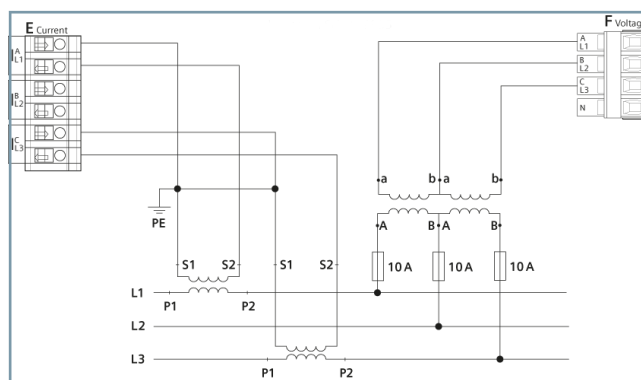 E Current
F Voltag
A
L1
B
L2
C
L3
A
L1
B
L2
C
L3
N
a b a b
PE
A B A B
S1 S2 S1 S2
10 A 10 A 10 A
L1
P1 P2
L2
L3
P1 P2